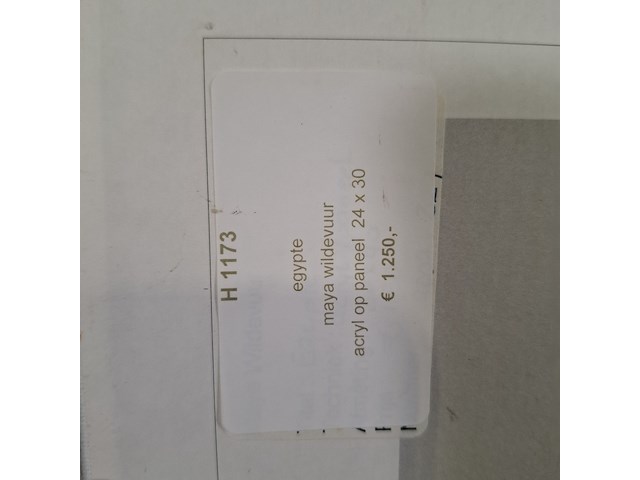 H 1173
egypte
maya wildevuur
acryl op paneel 24 x 30
€ 1.250,-